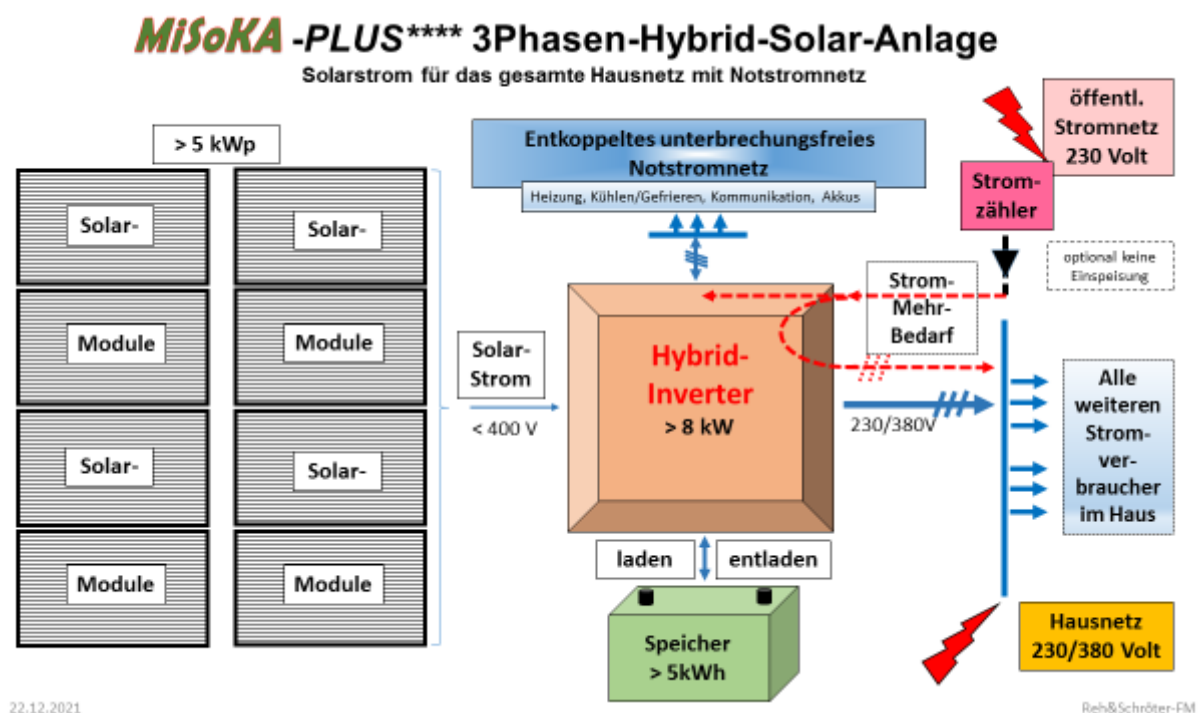 MiSoKA -PLUS**** 3Phasen-Hybrid-Solar-Anlage
Solarstrom für das gesamte Hausnetz mit Notstromnetz
> 5 kWp
Solar-
Solar-
Module
Module
Solar-
Solar-
Module
Module
Solar-
Strom
< 400 V
Entkoppeltes unterbrechungsfreies
Notstromnetz
Heizung, Kühlen/Gefrieren, Kommunikation, Akkus
Hybrid-
Inverter
> 8 kW
laden
entladen
Speicher
> 5kWh
öffentl.
Stromnetz
230 Volt
Strom-
zähler
optional keine
Einspeisung
Strom-
Mehr-
Bedarf
230/380V
Alle
weiteren
Strom-
ver-
braucher
im Haus
Hausnetz
230/380 Volt
22.12.2021
Reh&Schröter-FM